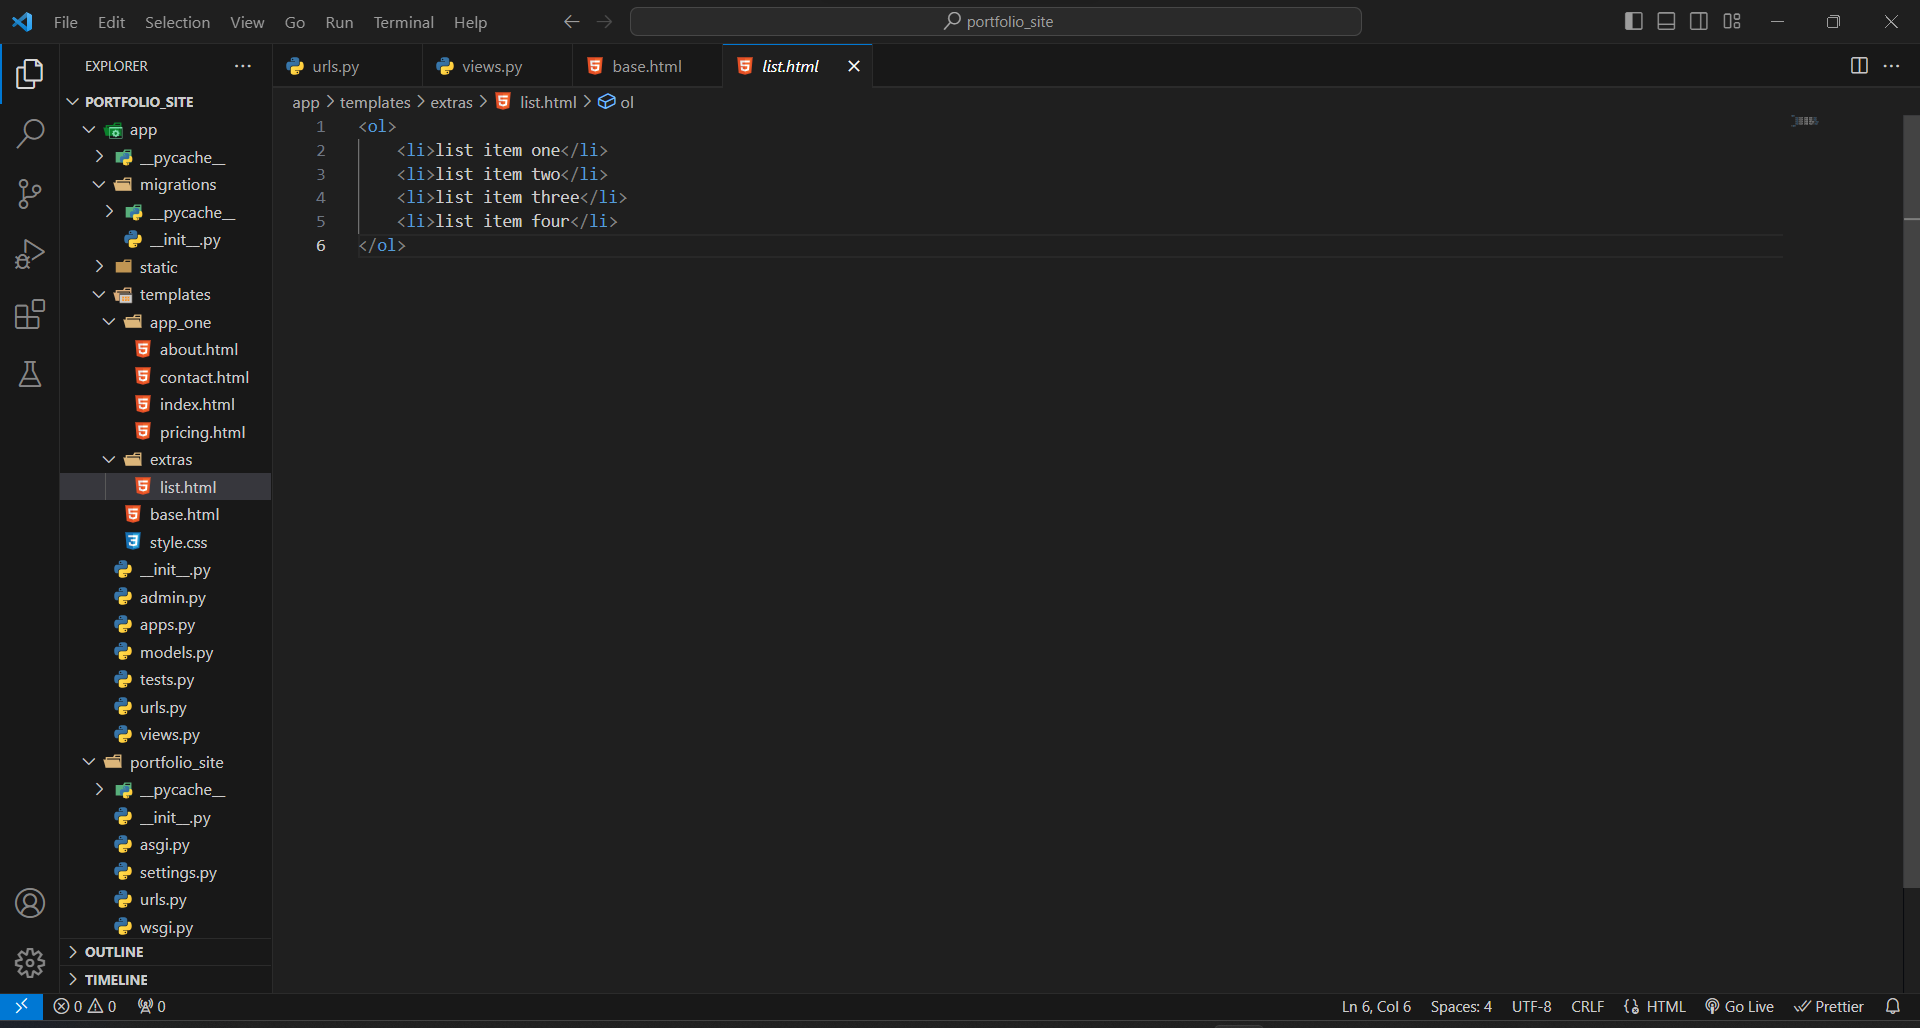 File Edit Selection View Go Run Terminal Help
portfolio_site
EXPLORER
urls.py
views.py
base.html
list.html
PORTFOLIO_SITE
app > templates > extras > list.html > ol
app
__pycache__
migrations
__pycache__
__init__.py
static
templates
app_one
about.html
contact.html
index.html
pricing.html
extras
list.html
base.html
style.css
__init__.py
admin.py
apps.py
models.py
tests.py
urls.py
views.py
portfolio_site
__pycache__
__init__.py
asgi.py
settings.py
urls.py
wsgi.py
OUTLINE
TIMELINE
1 <ol>
2 <li>list item one</li>
3 <li>list item two</li>
4 <li>list item three</li>
5 <li>list item four</li>
6 </ol>
0 0 0
Ln 6, Col 6 Spaces: 4 UTF-8 CRLF HTML Go Live Prettier